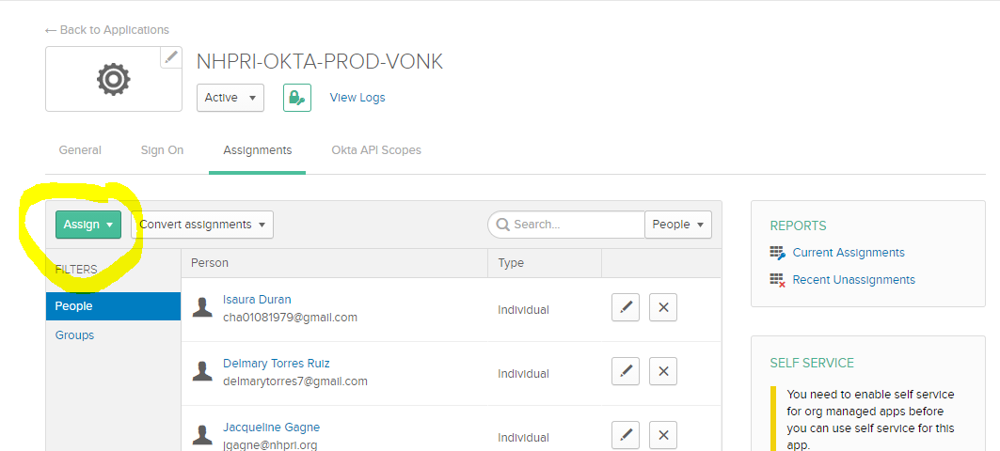 ← Back to Applications
NHPRI-OKTA-PROD-VONK
Active
View Logs
General
Sign On
Assignments
Okta API Scopes
Assign
Convert assignments
Search...
People
FILTERS
People
Groups
Person
Type
Isaura Duran
cha01081979@gmail.com
Individual
Delmary Torres Ruiz
delmarytorres7@gmail.com
Individual
Jacqueline Gagne
jgagne@nhpri.org
Individual
REPORTS
Current Assignments
Recent Unassignments
SELF SERVICE
You need to enable self service
for org managed apps before
you can use self service for this
app.